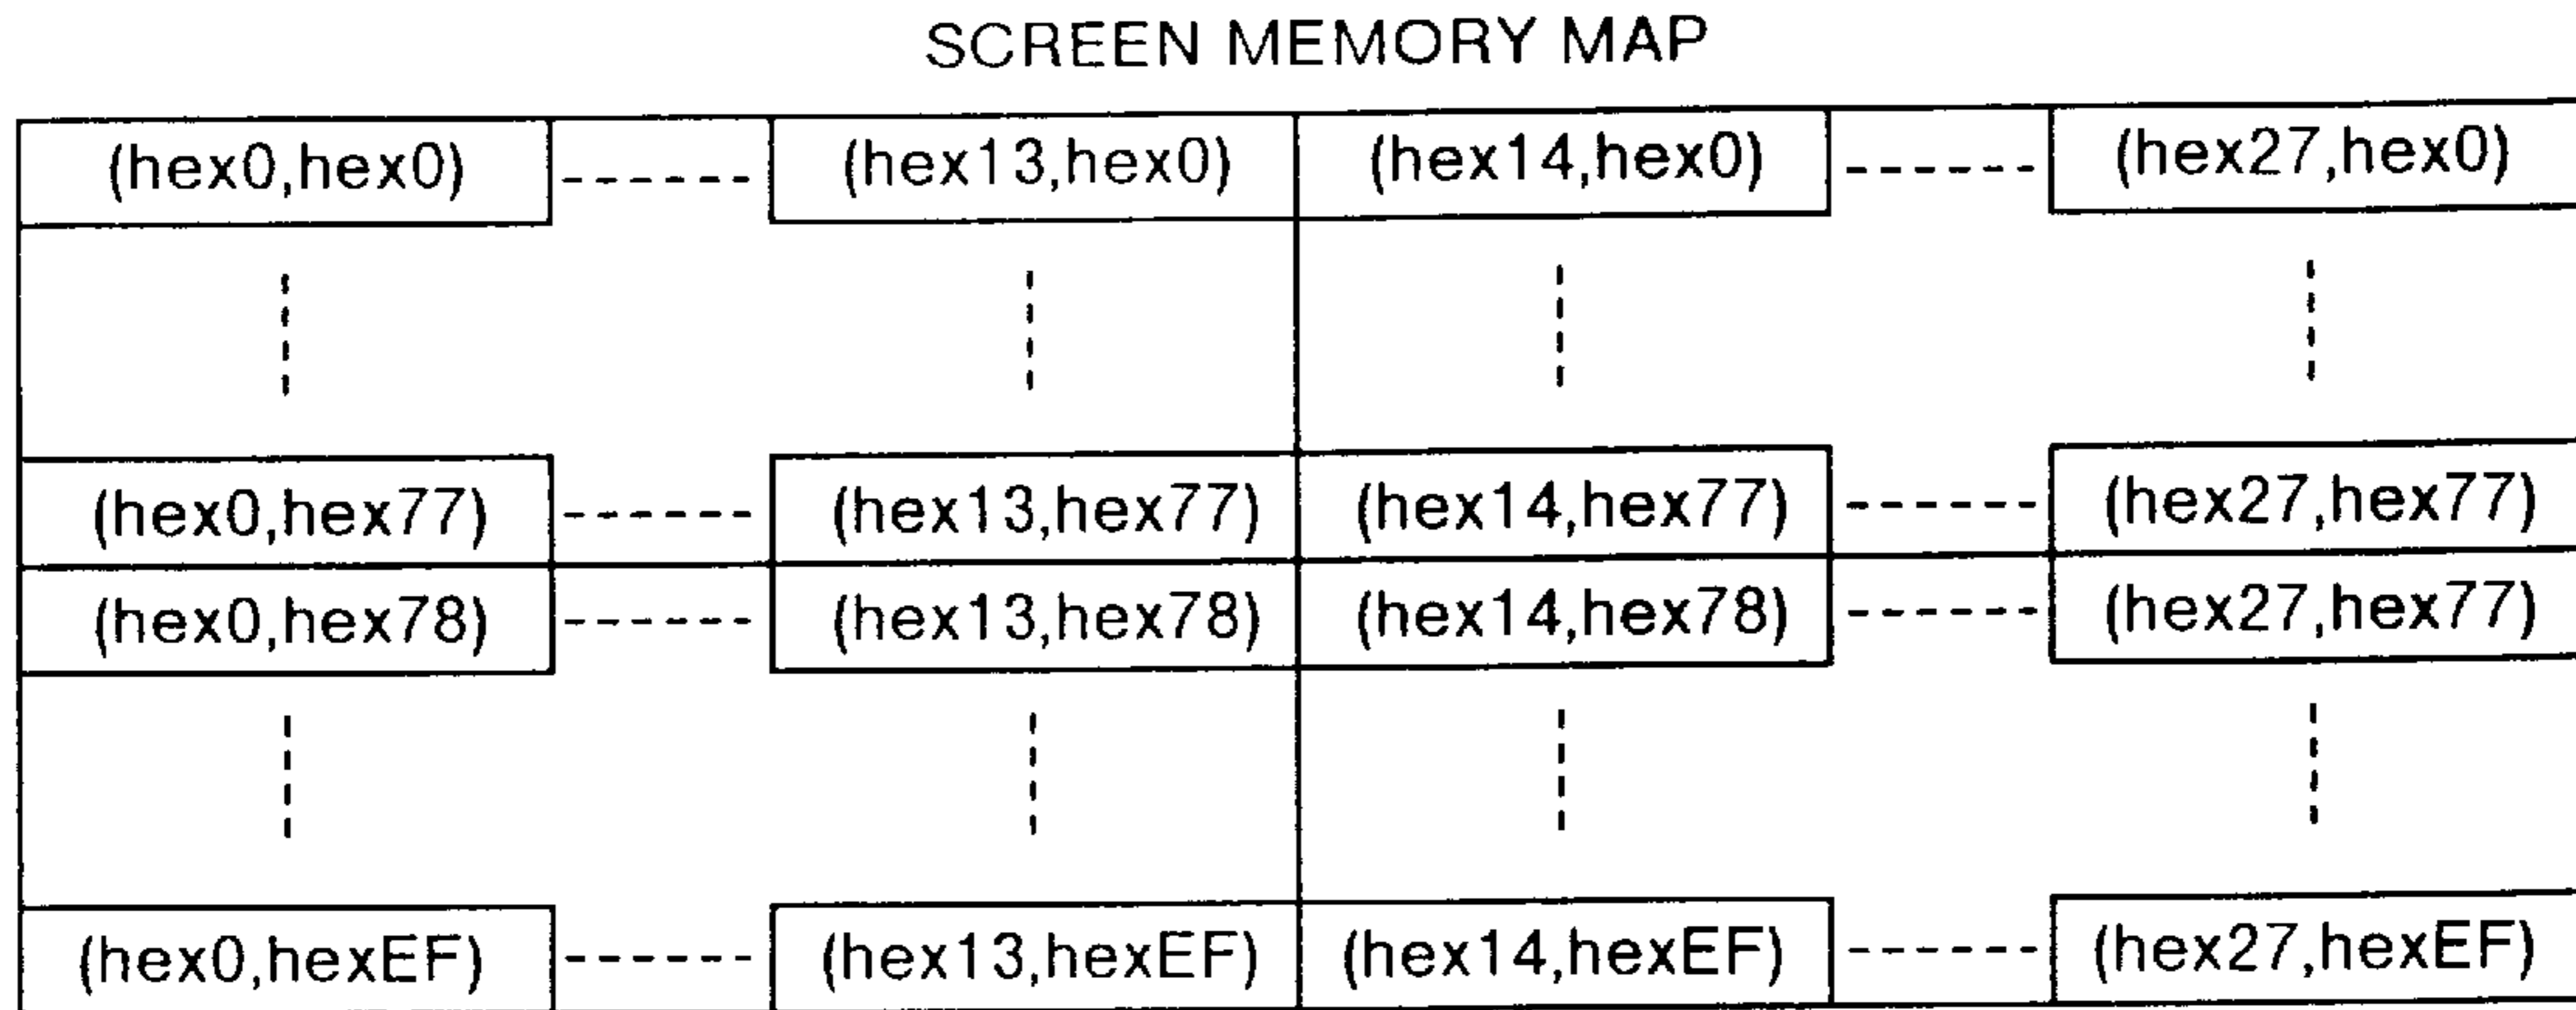 SCREEN MEMORY MAP
(hex0,hex0) (hex13,hex0) (hex14,hex0) (hex27,hex0)
(hex0,hex77) (hex13,hex77) (hex14,hex77) (hex27,hex77)
(hex0,hex78) (hex13,hex78) (hex14,hex78) (hex27,hex77)
(hex0,hexEF) (hex13,hexEF) (hex14,hexEF) (hex27,hexEF)